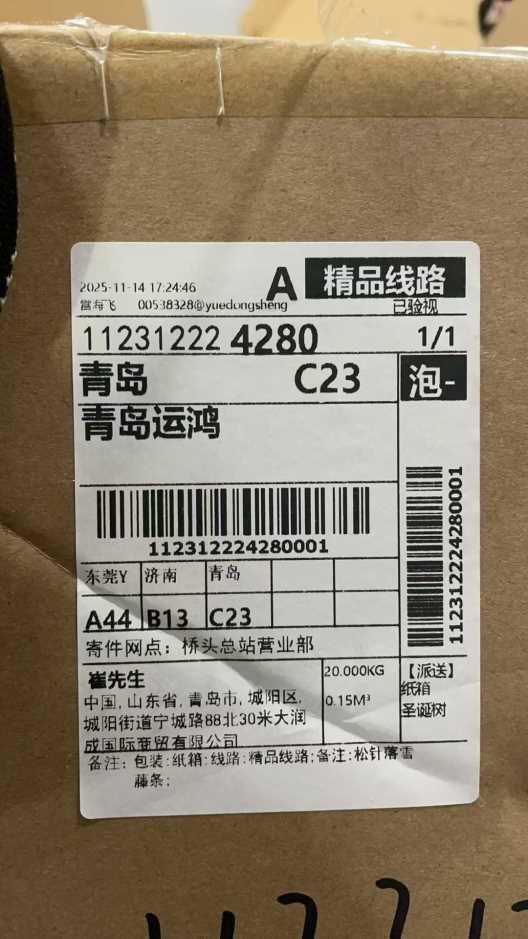 2025-11-14 17:24:46
A 精品线路
富海飞 00538328@yuedongsheng 已验视
11231222 4280 1/1
青岛 C23 泡-
青岛运鸿
112312224280001
112312224280001
东莞Y 济南 青岛
A44 B13 C23
寄件网点：桥头总站营业部
崔先生
中国, 山东省, 青岛市, 城阳区,
城阳街道宁城路88北30米大润
成国际商贸有限公司
20.000KG
0.15M³
【派送】
纸箱
圣诞树
备注：包装:纸箱;线路:精品线路;备注:松针落雪
藤条;